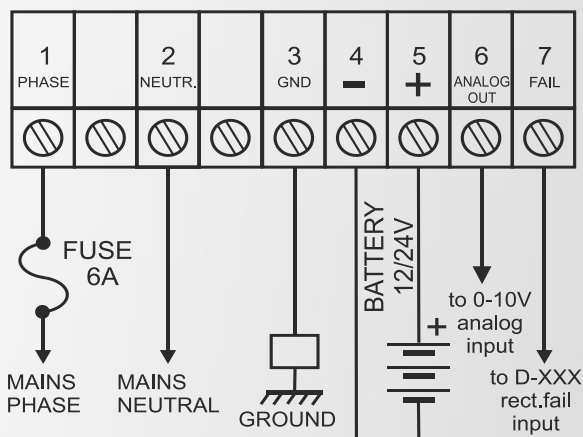 1 2 3 4 5 6 7
PHASE NEUTR. GND - + ANALOG OUT FAIL
FUSE
6A
BATTERY
12/24V
+
to 0-10V
analog
input
MAINS
PHASE
MAINS
NEUTRAL
GROUND
to D-XXX
rect.fail
input